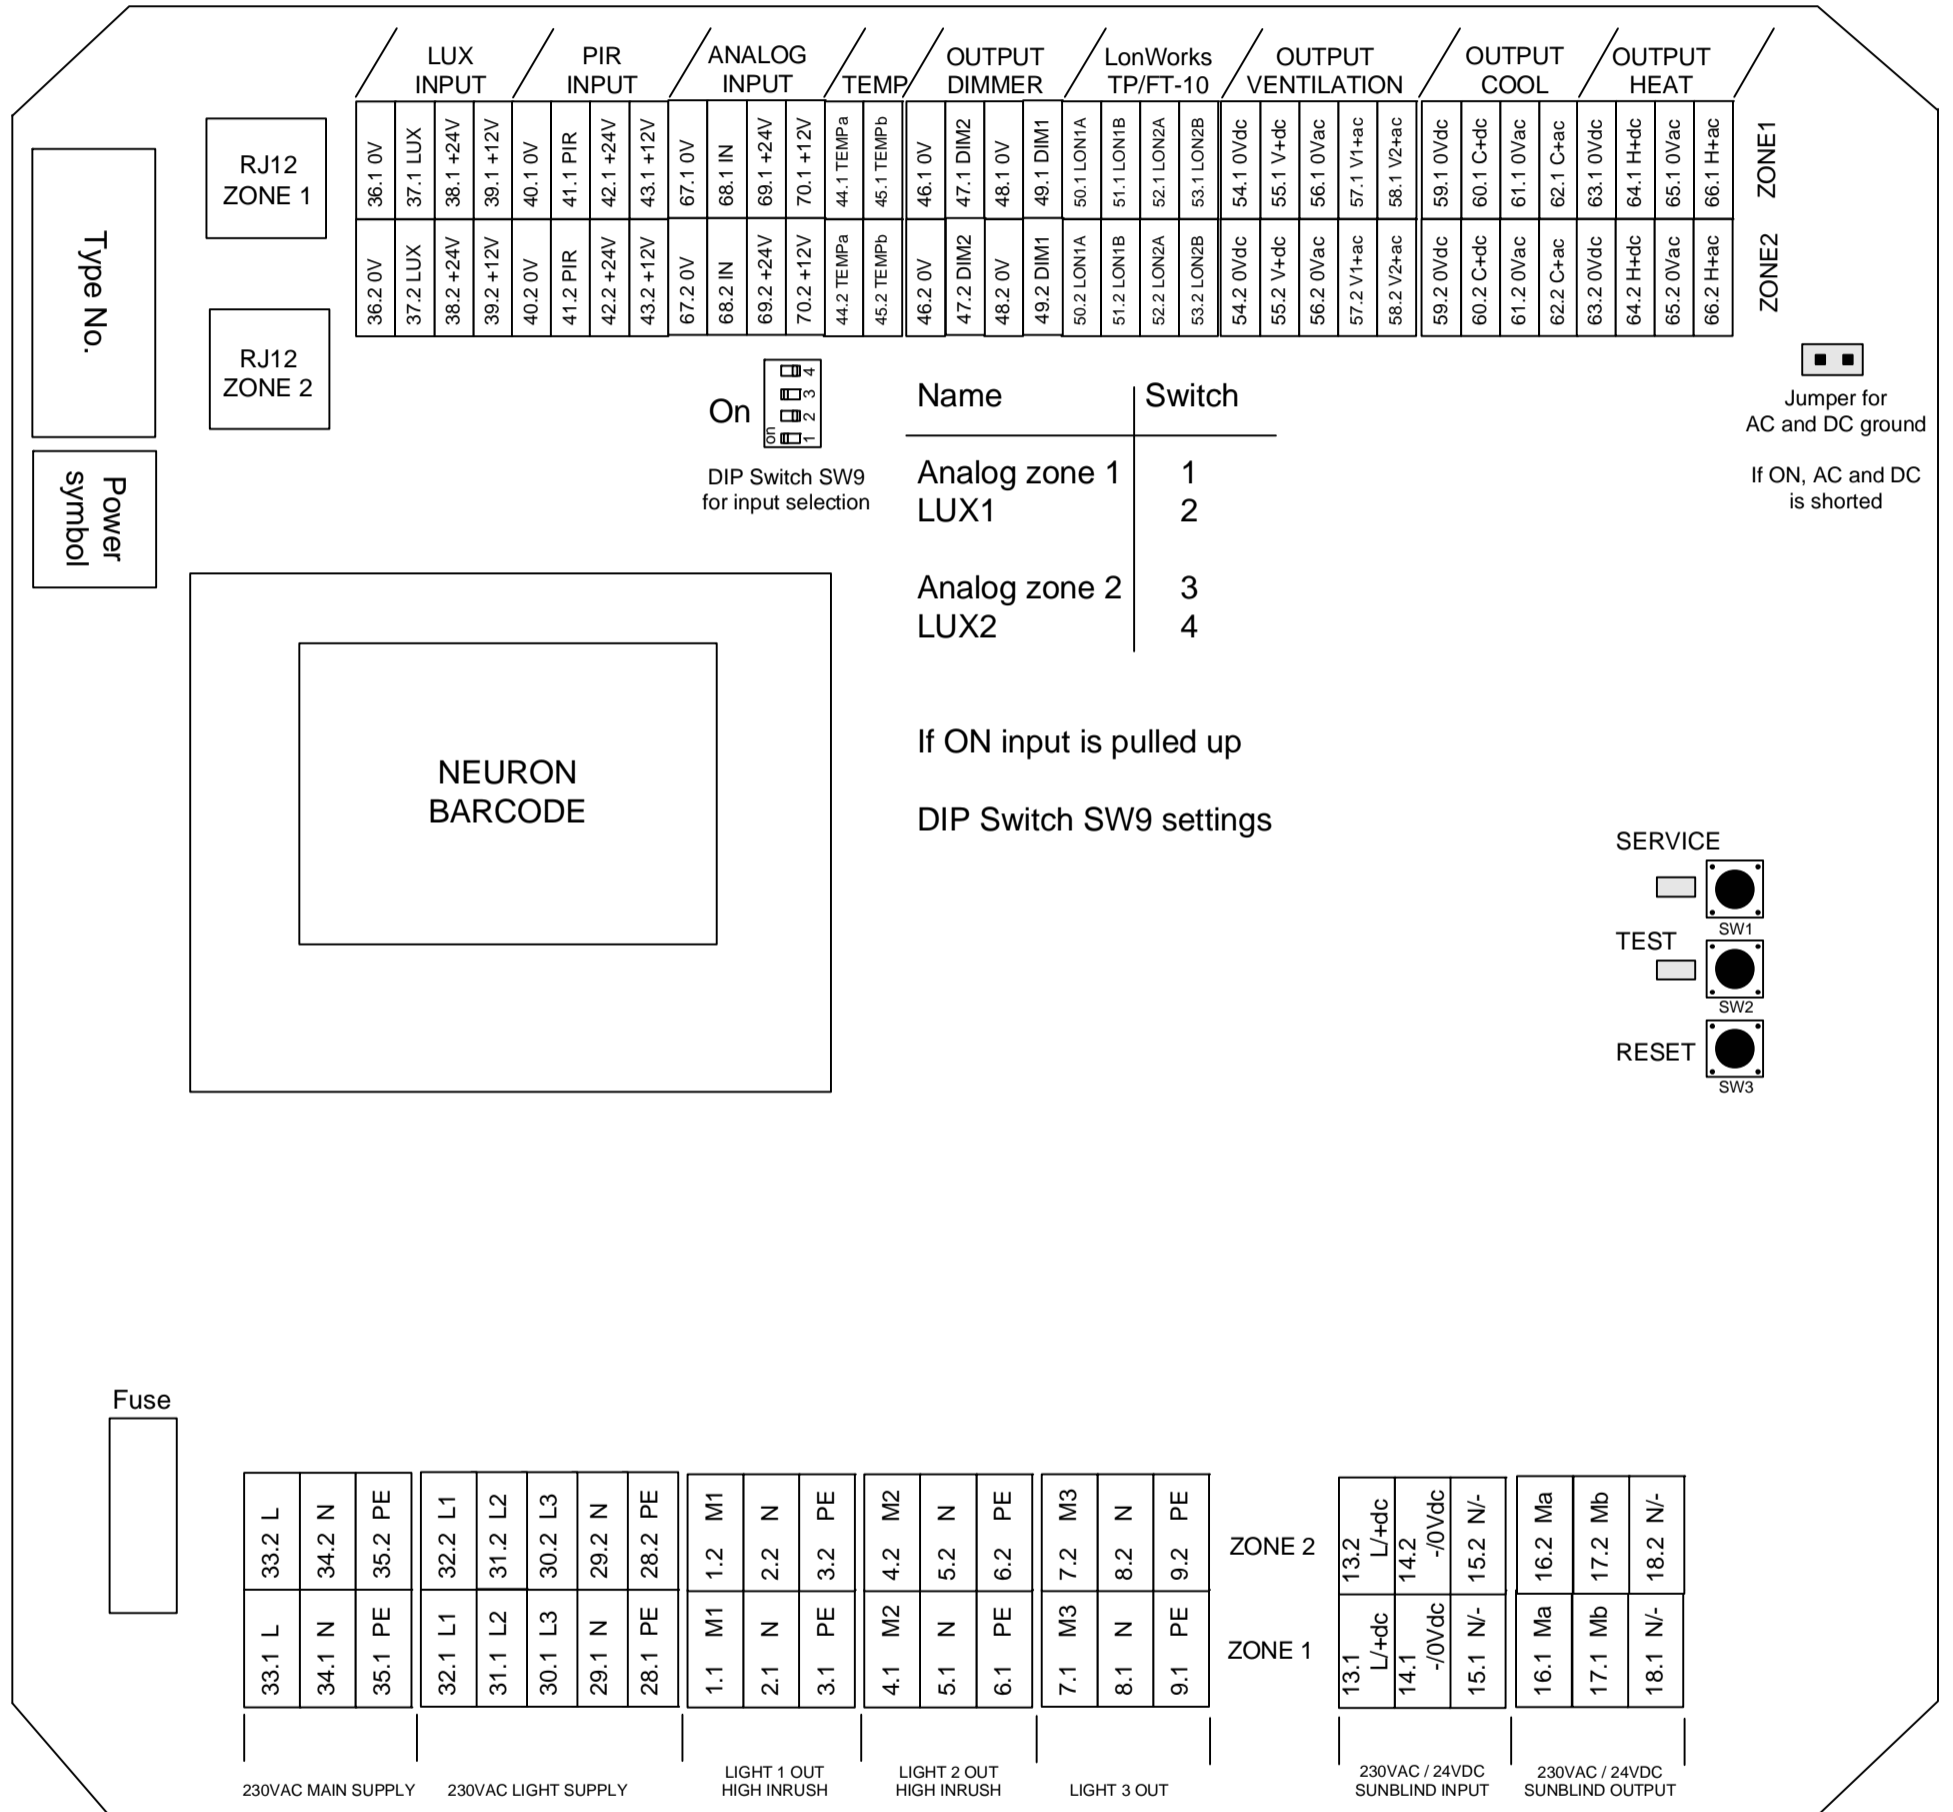 LUX
INPUT
PIR
INPUT
ANALOG
INPUT
TEMP
OUTPUT
DIMMER
LonWorks
TP/FT-10
OUTPUT
VENTILATION
OUTPUT
COOL
OUTPUT
HEAT
36.1 0V
37.1 LUX
38.1 +24V
39.1 +12V
40.1 0V
41.1 PIR
42.1 +24V
43.1 +12V
67.1 0V
68.1 IN
69.1 +24V
70.1 +12V
44.1 TEMPa
45.1 TEMPb
46.1 0V
47.1 DIM2
48.1 0V
49.1 DIM1
50.1 LON1A
51.1 LON1B
52.1 LON2A
53.1 LON2B
54.1 0Vdc
55.1 V+dc
56.1 0Vac
57.1 V1+ac
58.1 V2+ac
59.1 0Vdc
60.1 C+dc
61.1 0Vac
62.1 C+ac
63.1 0Vdc
64.1 H+dc
65.1 0Vac
66.1 H+ac
ZONE1
36.2 0V
37.2 LUX
38.2 +24V
39.2 +12V
40.2 0V
41.2 PIR
42.2 +24V
43.2 +12V
67.2 0V
68.2 IN
69.2 +24V
70.2 +12V
44.2 TEMPa
45.2 TEMPb
46.2 0V
47.2 DIM2
48.2 0V
49.2 DIM1
50.2 LON1A
51.2 LON1B
52.2 LON2A
53.2 LON2B
54.2 0Vdc
55.2 V+dc
56.2 0Vac
57.2 V1+ac
58.2 V2+ac
59.2 0Vdc
60.2 C+dc
61.2 0Vac
62.2 C+ac
63.2 0Vdc
64.2 H+dc
65.2 0Vac
66.2 H+ac
ZONE2
RJ12
ZONE 1
RJ12
ZONE 2
Type No.
Power
symbol
On
on
1
2
3
4
DIP Switch SW9
for input selection
Name Switch
Analog zone 1 1
LUX1 2
Analog zone 2 3
LUX2 4
If ON input is pulled up
DIP Switch SW9 settings
Jumper for
AC and DC ground
If ON, AC and DC
is shorted
NEURON
BARCODE
SERVICE
SW1
TEST
SW2
RESET
SW3
Fuse
33.2 L
34.2 N
35.2 PE
32.2 L1
31.2 L2
30.2 L3
29.2 N
28.2 PE
1.2 M1
2.2 N
3.2 PE
4.2 M2
5.2 N
6.2 PE
7.2 M3
8.2 N
9.2 PE
ZONE 2
13.2
L/+dc
14.2
-/0Vdc
15.2 N/-
16.2 Ma
17.2 Mb
18.2 N/-
33.1 L
34.1 N
35.1 PE
32.1 L1
31.1 L2
30.1 L3
29.1 N
28.1 PE
1.1 M1
2.1 N
3.1 PE
4.1 M2
5.1 N
6.1 PE
7.1 M3
8.1 N
9.1 PE
ZONE 1
13.1
L/+dc
14.1
-/0Vdc
15.1 N/-
16.1 Ma
17.1 Mb
18.1 N/-
230VAC MAIN SUPPLY
230VAC LIGHT SUPPLY
LIGHT 1 OUT
HIGH INRUSH
LIGHT 2 OUT
HIGH INRUSH
LIGHT 3 OUT
230VAC / 24VDC
SUNBLIND INPUT
230VAC / 24VDC
SUNBLIND OUTPUT